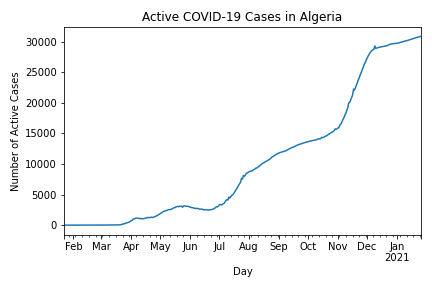 Active COVID-19 Cases in Algeria
Number of Active Cases
30000
25000
20000
15000
10000
5000
0
Feb Mar Apr May Jun Jul Aug Sep Oct Nov Dec Jan
2021
Day